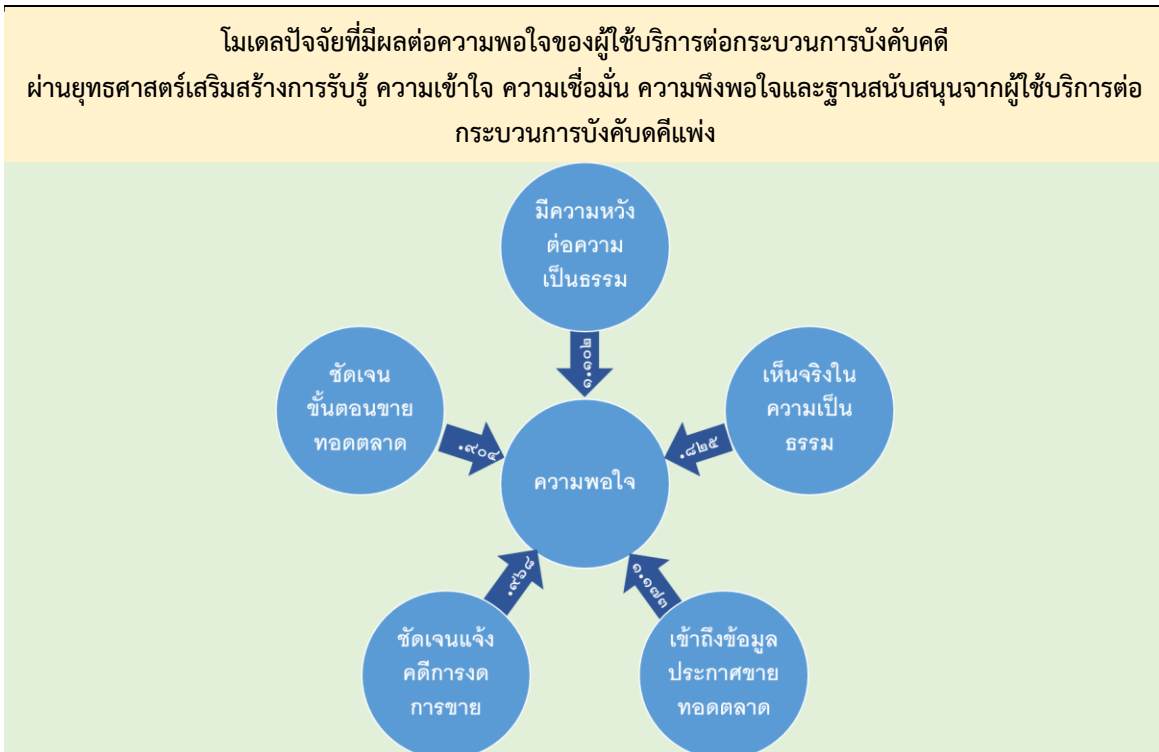 โมเดลปัจจัยที่มีผลต่อความพอใจของผู้ใช้บริการต่อกระบวนการบังคับคดี
ผ่านยุทธศาสตร์เสริมสร้างการรับรู้ ความเข้าใจ ความเชื่อมั่น ความพึงพอใจและฐานสนับสนุนจากผู้ใช้บริการต่อ
กระบวนการบังคับดคีแพ่ง
มีความหวัง
ต่อความ
เป็นธรรม
๑.๑๐๒
เห็นจริงใน
ความเป็น
ธรรม
.๘๒๕
เข้าถึงข้อมูล
ประกาศขาย
ทอดตลาด
๑.๑๗๓
ชัดเจนแจ้ง
คดีการงด
การขาย
.๙๖๘
ชัดเจน
ขั้นตอนขาย
ทอดตลาด
.๙๐๔
ความพอใจ